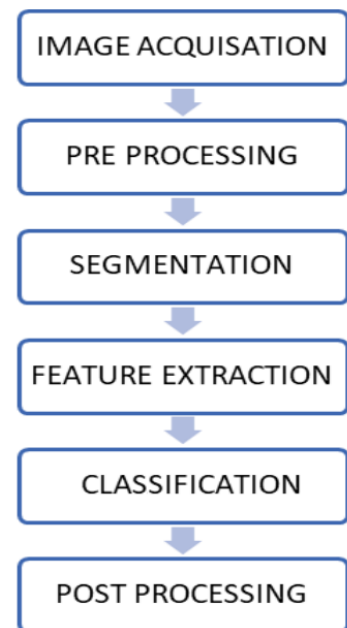 IMAGE ACQUISATION
PRE PROCESSING
SEGMENTATION
FEATURE EXTRACTION
CLASSIFICATION
POST PROCESSING